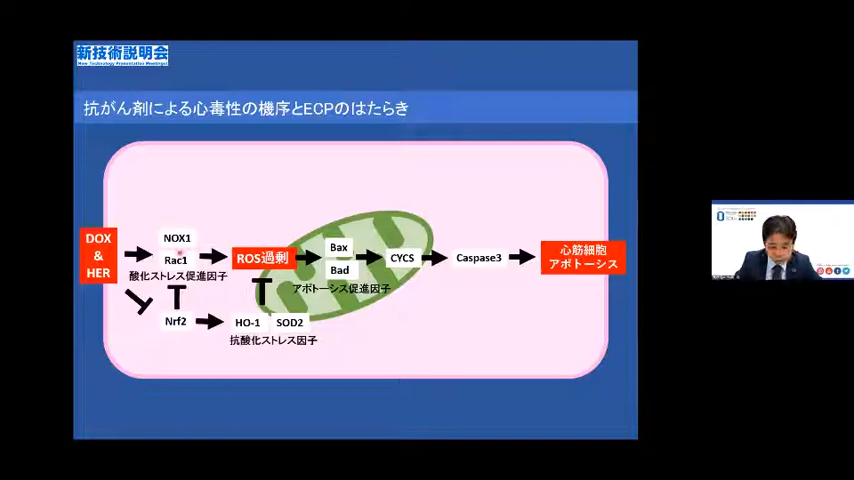 新技術説明会
New Technology Presentation Meetings!
抗がん剤による心毒性の機序とECPのはたらき
DOX
&
HER
NOX1
Rac1
酸化ストレス促進因子
Nrf2
ROS過剰
HO-1 SOD2
抗酸化ストレス因子
Bax
Bad
アポトーシス促進因子
CYCS
Caspase3
心筋細胞
アポトーシス